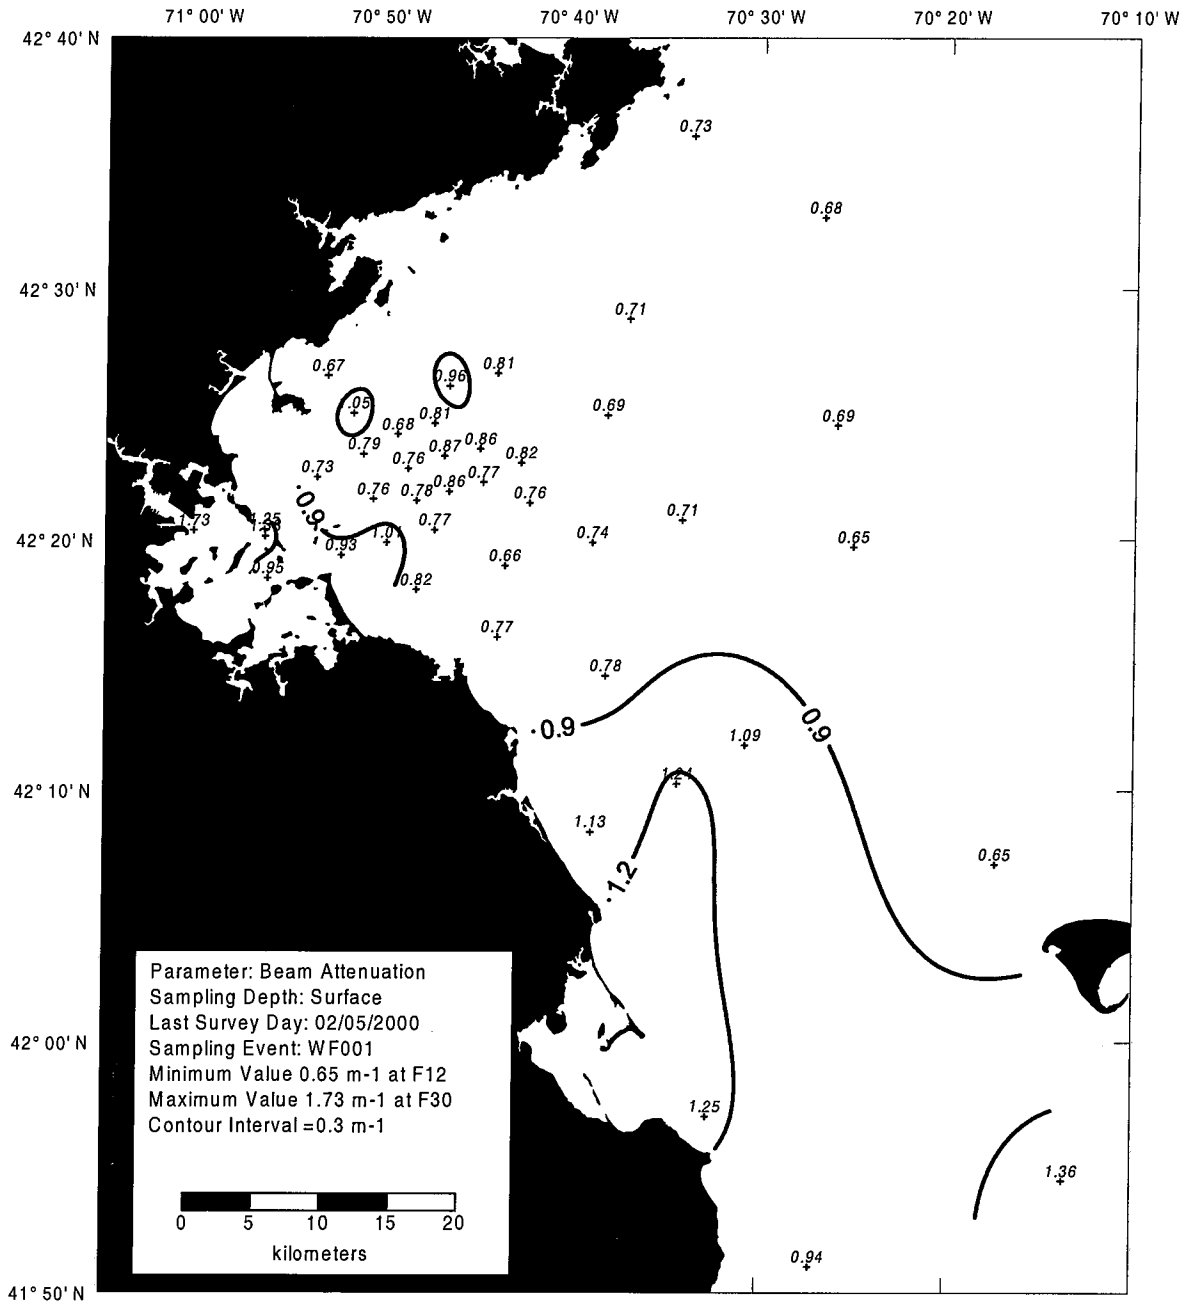 71° 00' W 70° 50' W 70° 40' W 70° 30' W 70° 20' W 70° 10' W
42° 40' N
0.73
0.68
42° 30' N
0.71
0.67
0.96
0.81
.05
0.81
0.69
0.69
0.68
0.79
0.87
0.86
0.82
0.76
0.73
0.77
0.86
0.76
0.78
0.76
0.9
1.73
1.35
0.77
1.01
0.71
0.74
42° 20' N
0.93
0.65
0.95
0.66
0.82
0.77
0.78
0.9
0.9
1.09
1.21
42° 10' N
1.13
1.2
0.65
Parameter: Beam Attenuation
Sampling Depth: Surface
Last Survey Day: 02/05/2000
Sampling Event: WF001
Minimum Value 0.65 m-1 at F12
Maximum Value 1.73 m-1 at F30
Contour Interval =0.3 m-1
42° 00' N
1.25
1.36
0 5 10 15 20
kilometers
0.94
41° 50' N